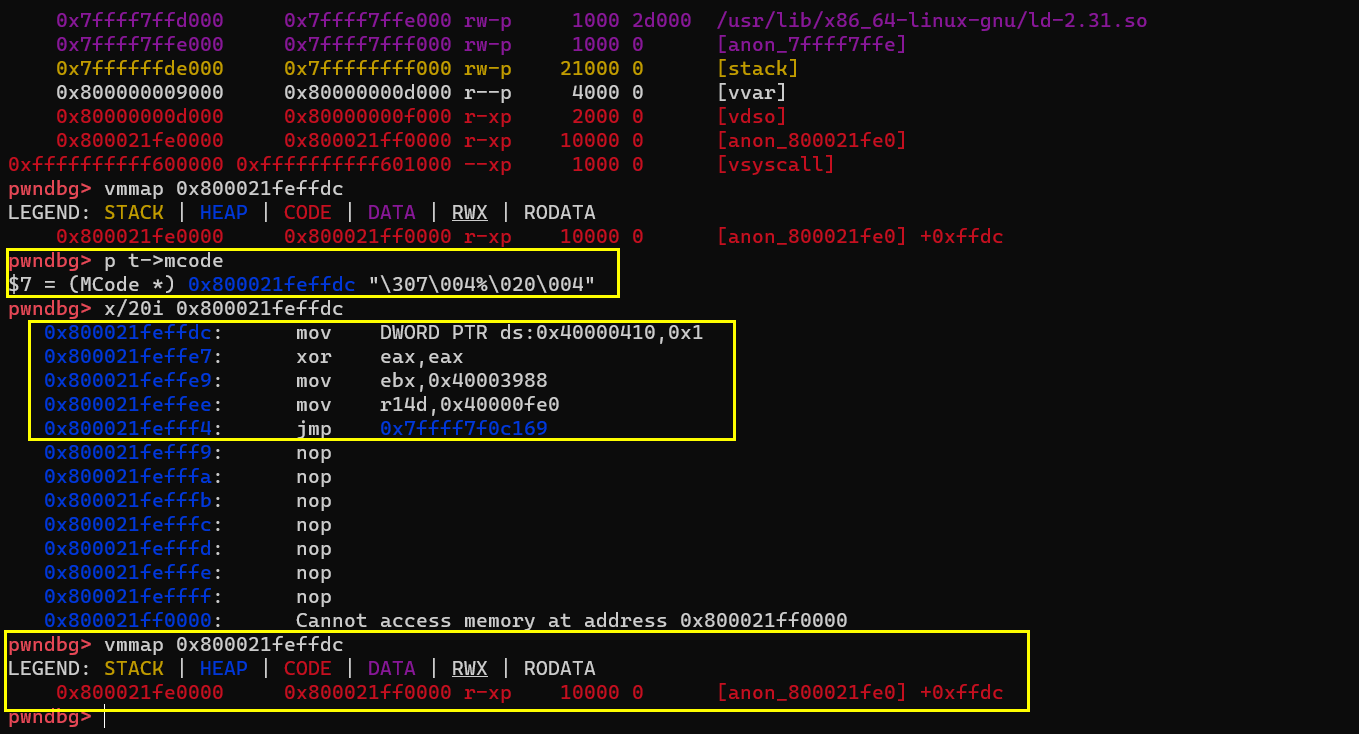 0x7ffff7ffd000 0x7ffff7ffe000 rw-p 1000 2d000 /usr/lib/x86_64-linux-gnu/ld-2.31.so
0x7ffff7ffe000 0x7ffff7fff000 rw-p 1000 0 [anon_7ffff7ffe]
0x7ffffffde000 0x7ffffffff000 rw-p 21000 0 [stack]
0x800000009000 0x80000000d000 r--p 4000 0 [vvar]
0x80000000d000 0x80000000f000 r-xp 2000 0 [vdso]
0x800021fe0000 0x800021ff0000 r-xp 10000 0 [anon_800021fe0]
0xffffffffff600000 0xffffffffff601000 --xp 1000 0 [vsyscall]
pwndbg> vmmap 0x800021feffdc
LEGEND: STACK | HEAP | CODE | DATA | RWX | RODATA
0x800021fe0000 0x800021ff0000 r-xp 10000 0 [anon_800021fe0] +0xffdc
pwndbg> p t->mcode
$7 = (MCode *) 0x800021feffdc "\307\004%\020\004"
pwndbg> x/20i 0x800021feffdc
0x800021feffdc: mov DWORD PTR ds:0x40000410,0x1
0x800021feffe7: xor eax,eax
0x800021feffe9: mov ebx,0x40003988
0x800021feffee: mov r14d,0x40000fe0
0x800021fefff4: jmp 0x7ffff7f0c169
0x800021fefff9: nop
0x800021fefffa: nop
0x800021fefffb: nop
0x800021fefffc: nop
0x800021fefffd: nop
0x800021fefffe: nop
0x800021feffff: nop
0x800021ff0000: Cannot access memory at address 0x800021ff0000
pwndbg> vmmap 0x800021feffdc
LEGEND: STACK | HEAP | CODE | DATA | RWX | RODATA
0x800021fe0000 0x800021ff0000 r-xp 10000 0 [anon_800021fe0] +0xffdc
pwndbg>